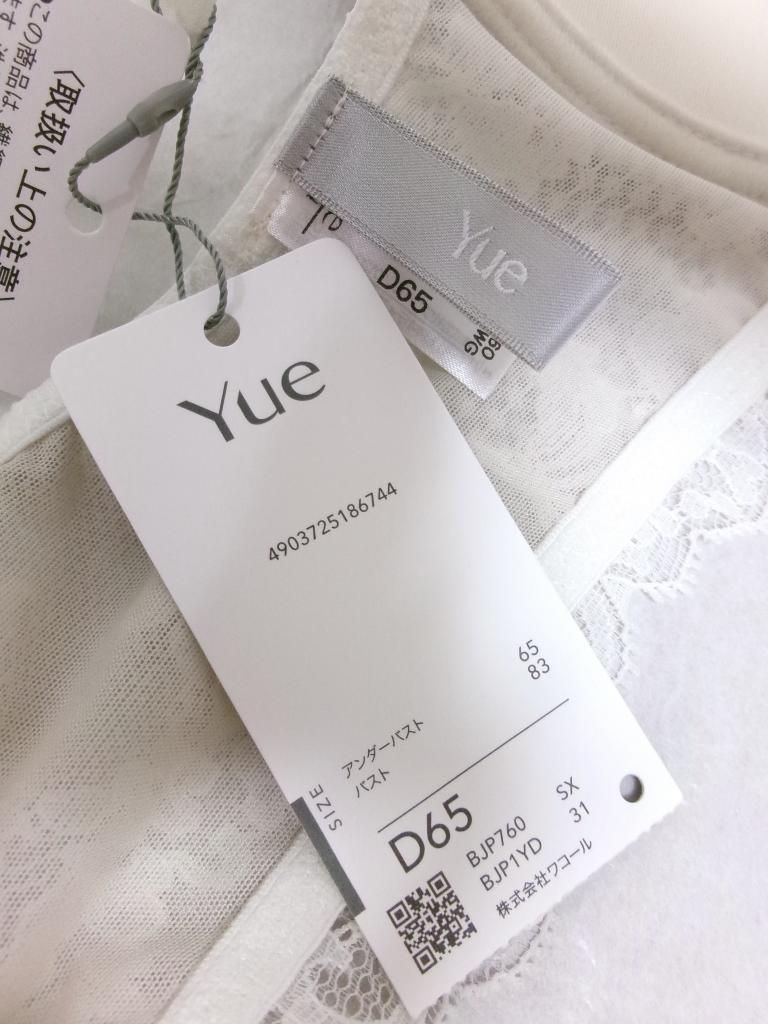 この商品は、
〈取扱い上の注意〉
Yue
D65
60
WG
Yue
4903725186744
65
83
アンダーバスト
バスト
SIZE
D65
BJP760 SX
BJP1YD 31
株式会社ワコール